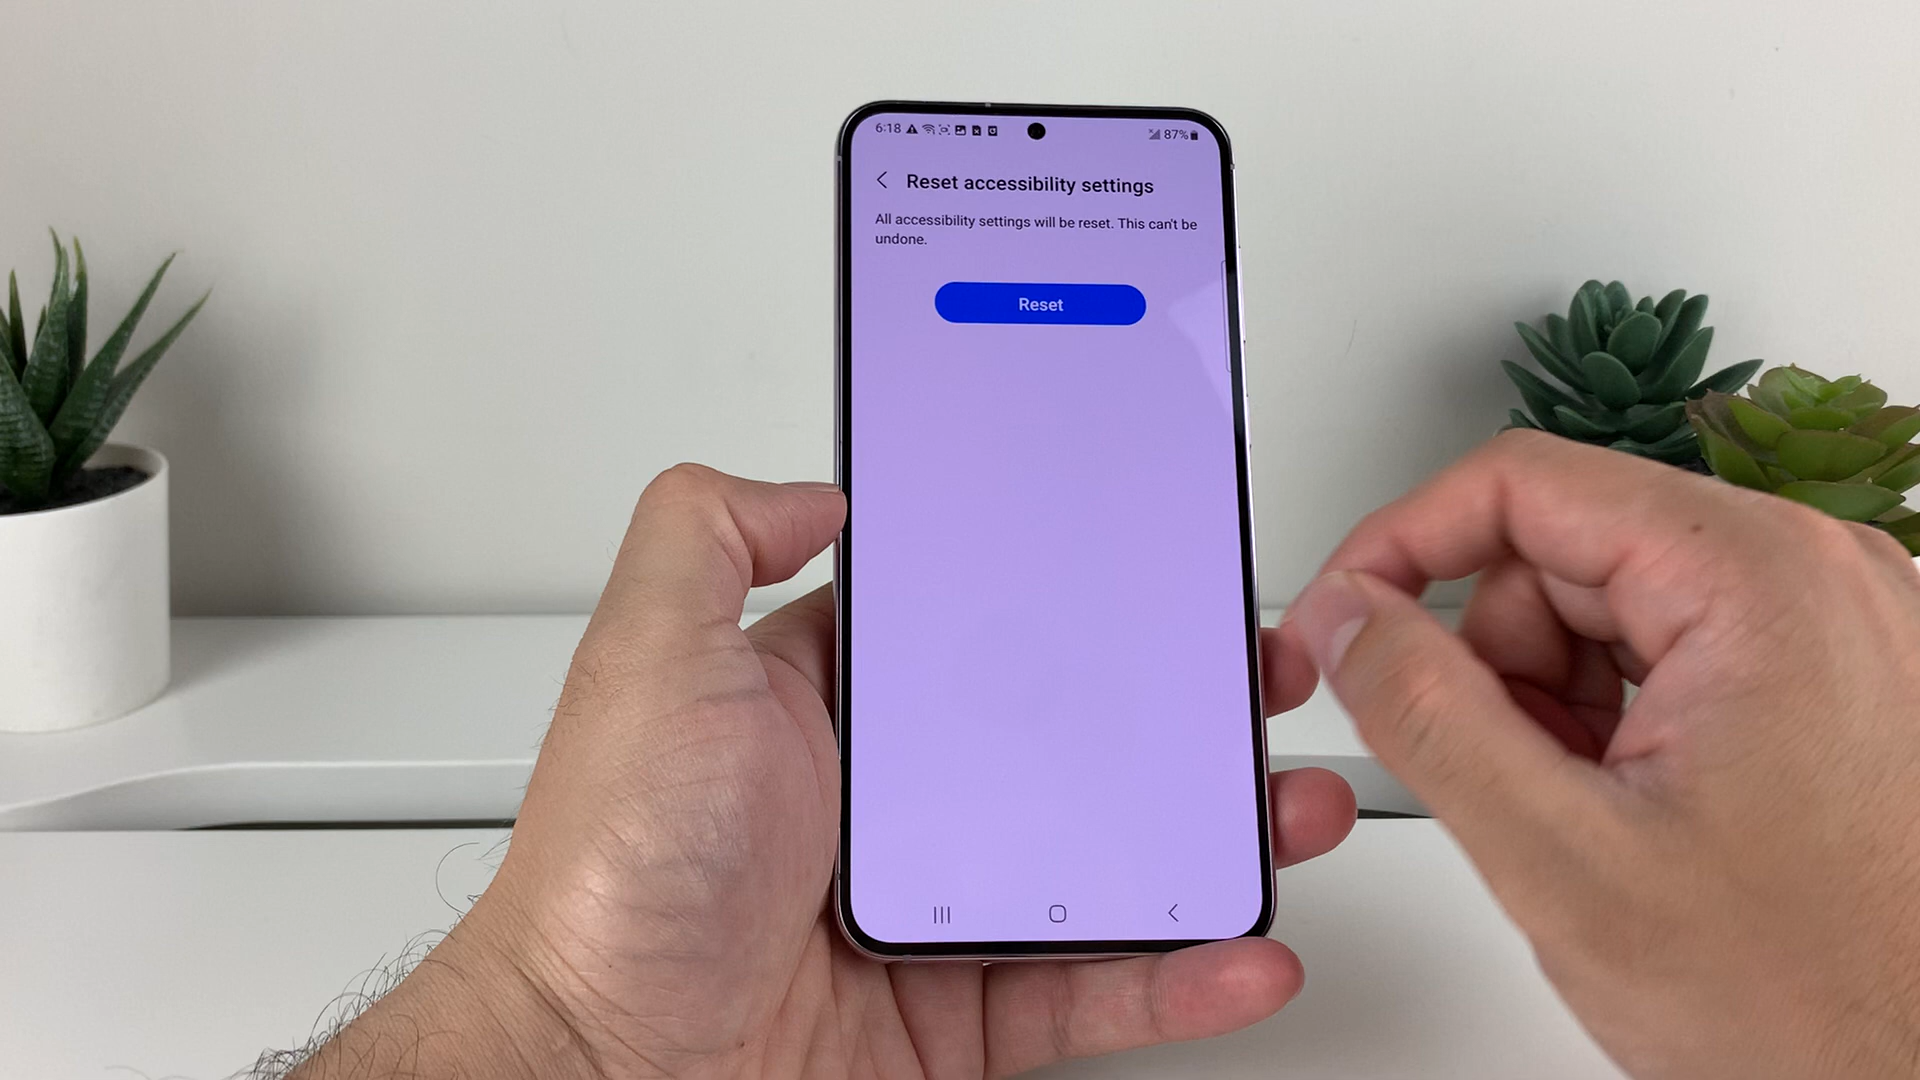 6:18 87%
Reset accessibility settings
All accessibility settings will be reset. This can't be
undone.
Reset